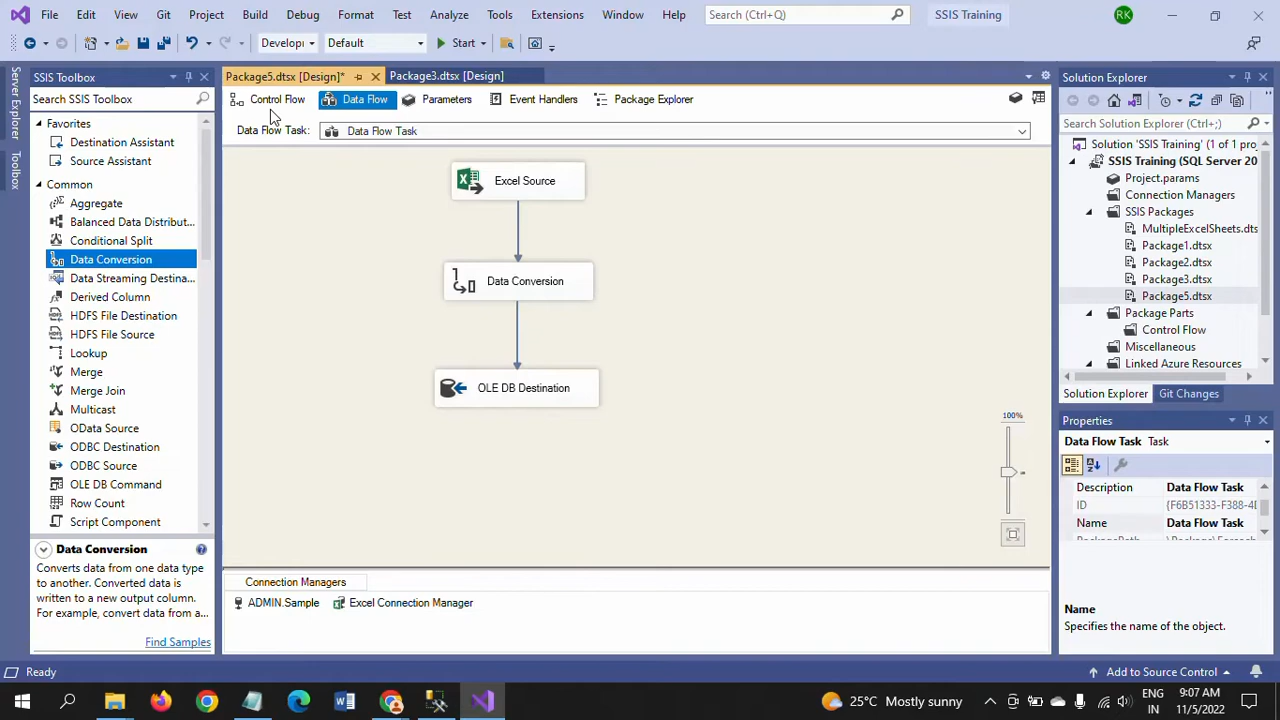 File Edit View Git Project Build Debug Format Test Analyze Tools Extensions Window Help Search (Ctrl+Q) SSIS Training RK
Developi Default Start
Server Explorer
Toolbox
SSIS Toolbox
Search SSIS Toolbox
Favorites
Destination Assistant
Source Assistant
Common
Aggregate
Balanced Data Distribut...
Conditional Split
Data Conversion
Data Streaming Destina...
Derived Column
HDFS File Destination
HDFS File Source
Lookup
Merge
Merge Join
Multicast
OData Source
ODBC Destination
ODBC Source
OLE DB Command
Row Count
Script Component
Data Conversion
Converts data from one data type
to another. Converted data is
written to a new output column.
For example, convert data from a...
Find Samples
Package5.dtsx [Design]* Package3.dtsx [Design]
Control Flow Data Flow Parameters Event Handlers Package Explorer
Data Flow Task: Data Flow Task
Excel Source
Data Conversion
OLE DB Destination
100%
Connection Managers
ADMIN.Sample Excel Connection Manager
Solution Explorer
Search Solution Explorer (Ctrl+;)
Solution 'SSIS Training' (1 of 1 proj
SSIS Training (SQL Server 20
Project.params
Connection Managers
SSIS Packages
MultipleExcelSheets.dts
Package1.dtsx
Package2.dtsx
Package3.dtsx
Package5.dtsx
Package Parts
Control Flow
Miscellaneous
Linked Azure Resources
Solution Explorer Git Changes
Properties
Data Flow Task Task
Description Data Flow Task
ID {F6B51333-F388-4D
Name Data Flow Task
PackagePath \Package\Foreach
Name
Specifies the name of the object.
Ready Add to Source Control
25°C Mostly sunny ENG IN 9:07 AM 11/5/2022